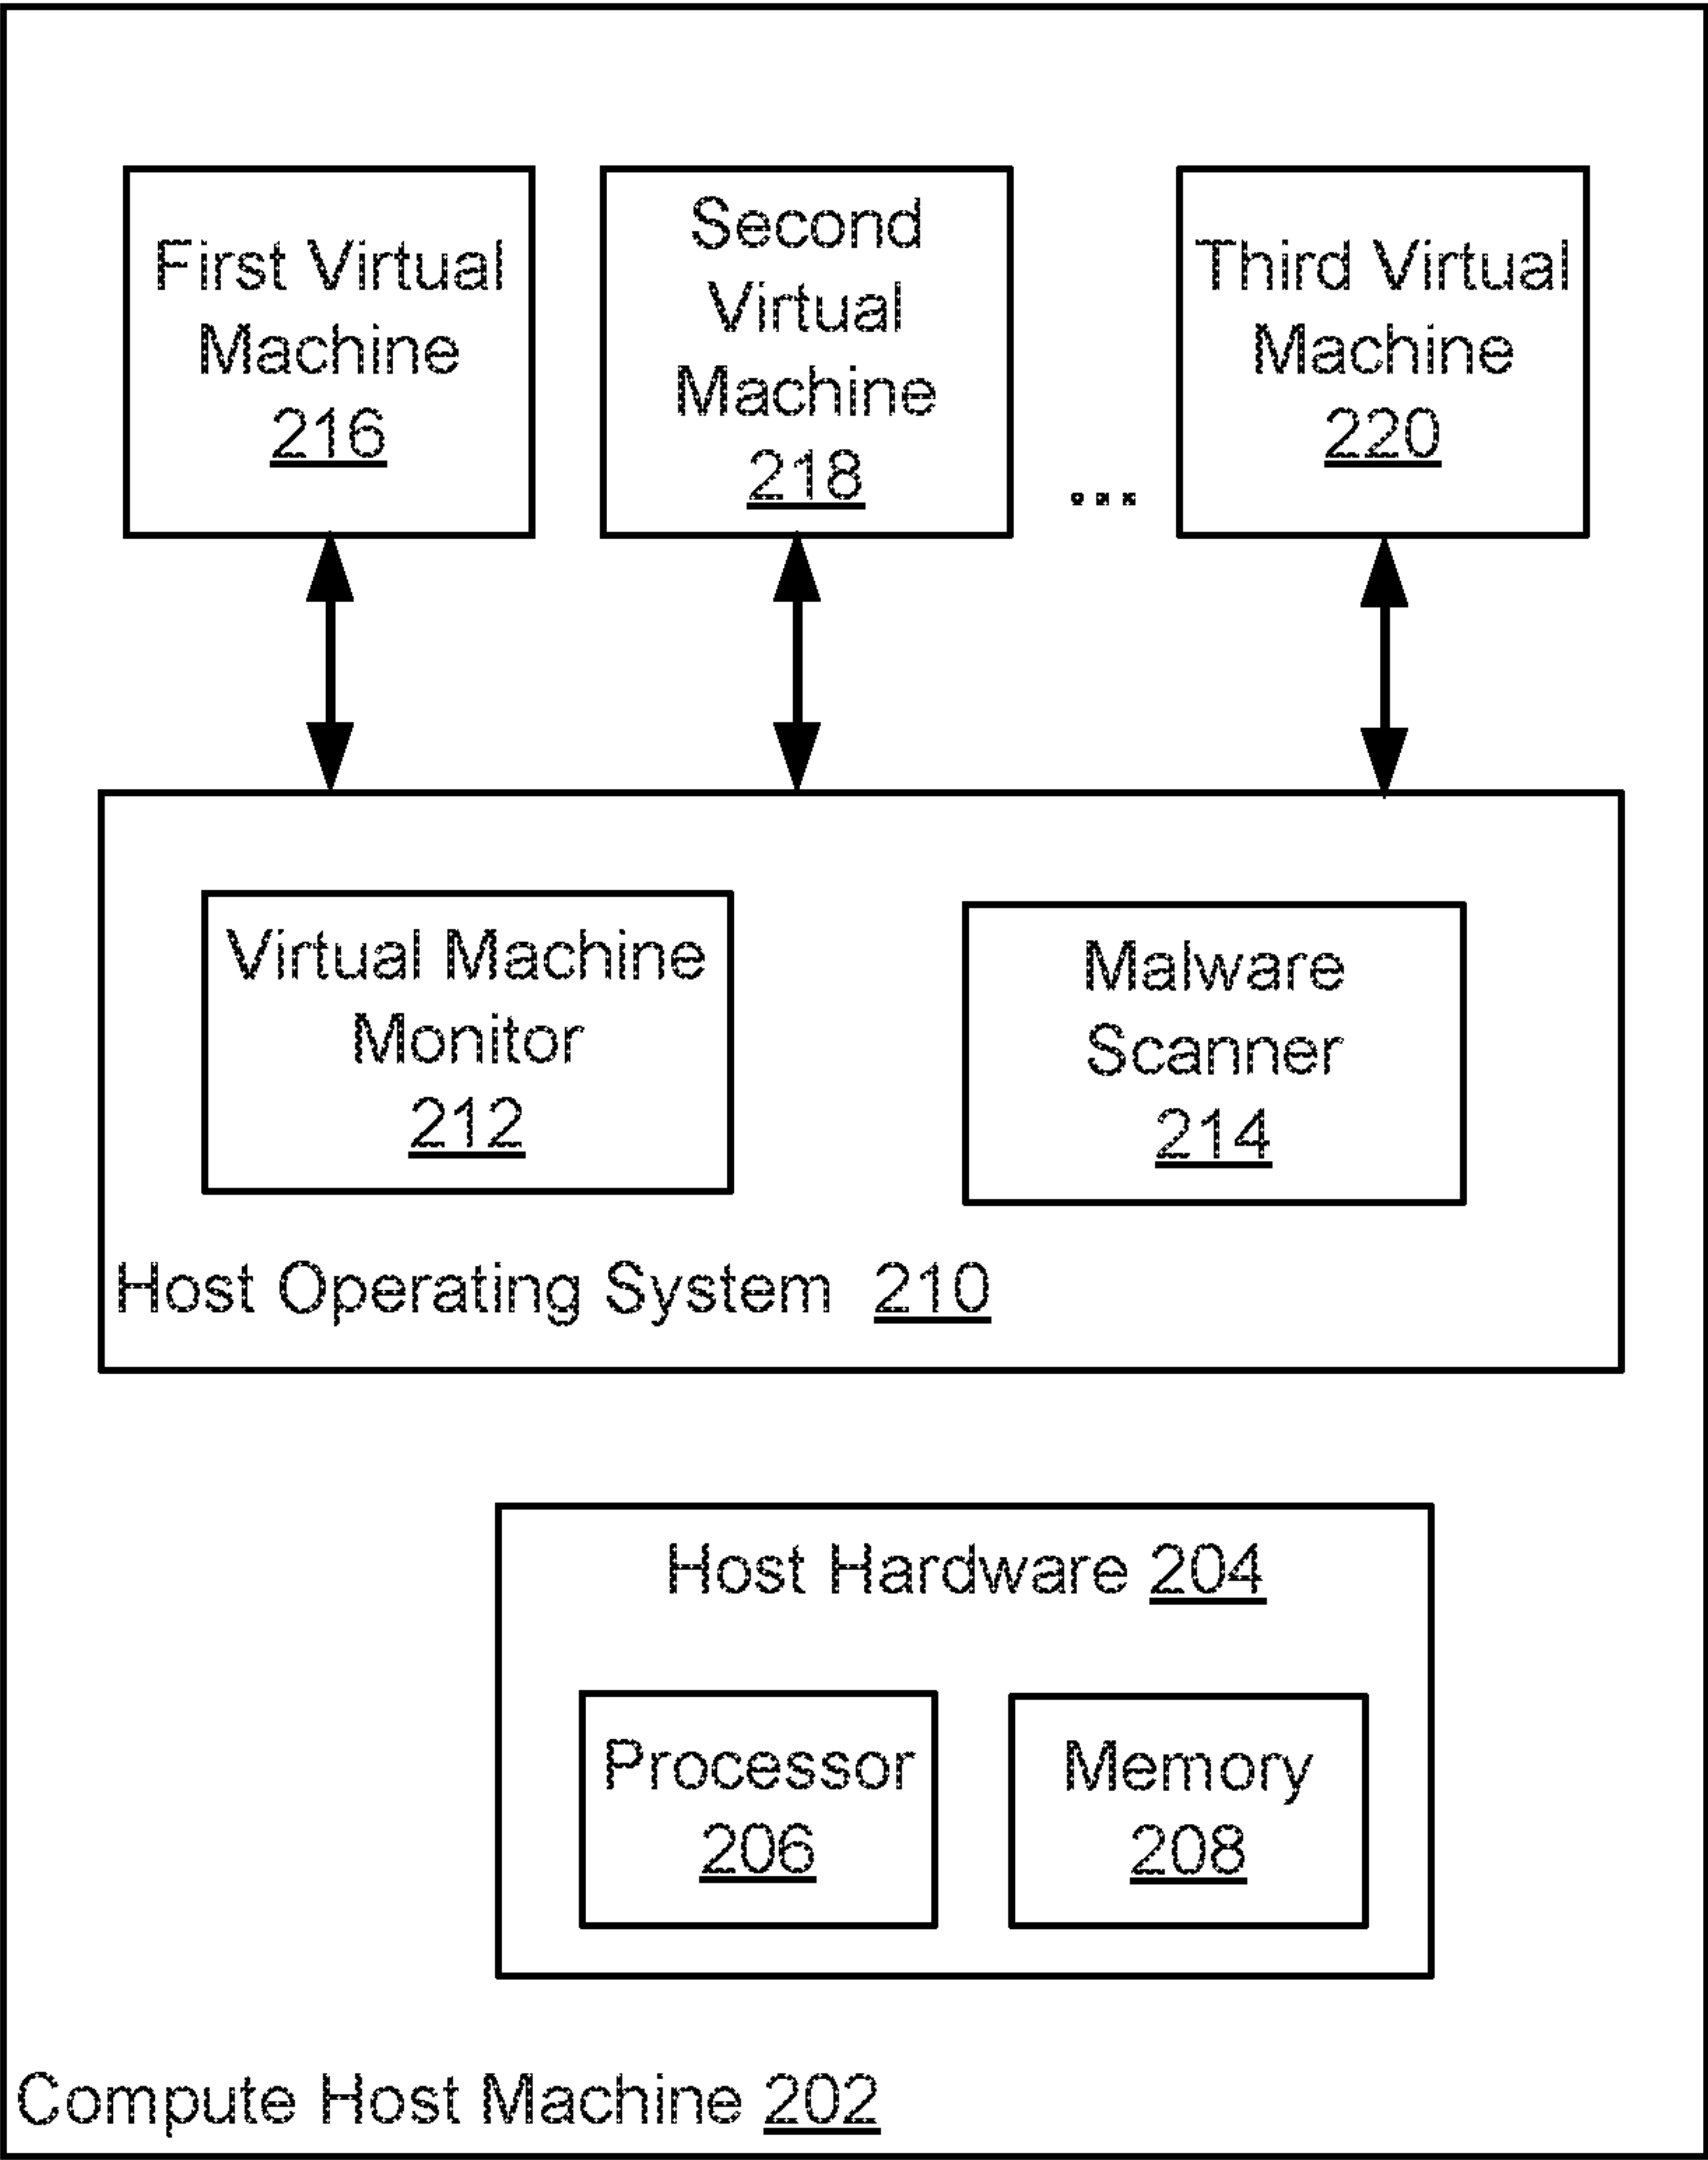 First Virtual
Machine
216
Second
Virtual
Machine
218
...
Third Virtual
Machine
220
Virtual Machine
Monitor
212
Malware
Scanner
214
Host Operating System 210
Host Hardware 204
Processor
206
Memory
208
Compute Host Machine 202